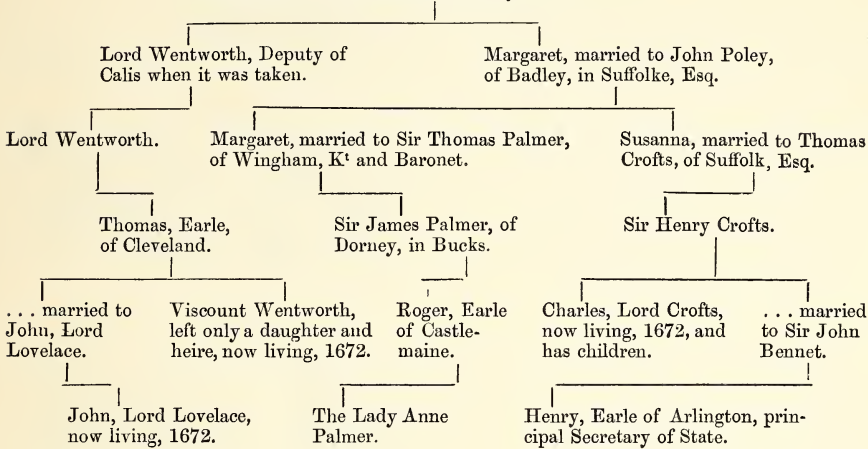 Lord Wentworth, Deputy of
Calis when it was taken.
Margaret, married to John Poley,
of Badley, in Suffolke, Esq.
Lord Wentworth.
Margaret, married to Sir Thomas Palmer,
of Wingham, Kt and Baronet.
Susanna, married to Thomas
Crofts, of Suffolk, Esq.
Thomas, Earle,
of Cleveland.
Sir James Palmer, of
Dorney, in Bucks.
Sir Henry Crofts.
. . . married to
John, Lord
Lovelace.
Viscount Wentworth,
left only a daughter and
heire, now living, 1672.
Roger, Earle
of Castle-
maine.
Charles, Lord Crofts,
now living, 1672, and
has children.
. . . married
to Sir John
Bennet.
John, Lord Lovelace,
now living, 1672.
The Lady Anne
Palmer.
Henry, Earle of Arlington, prin-
cipal Secretary of State.